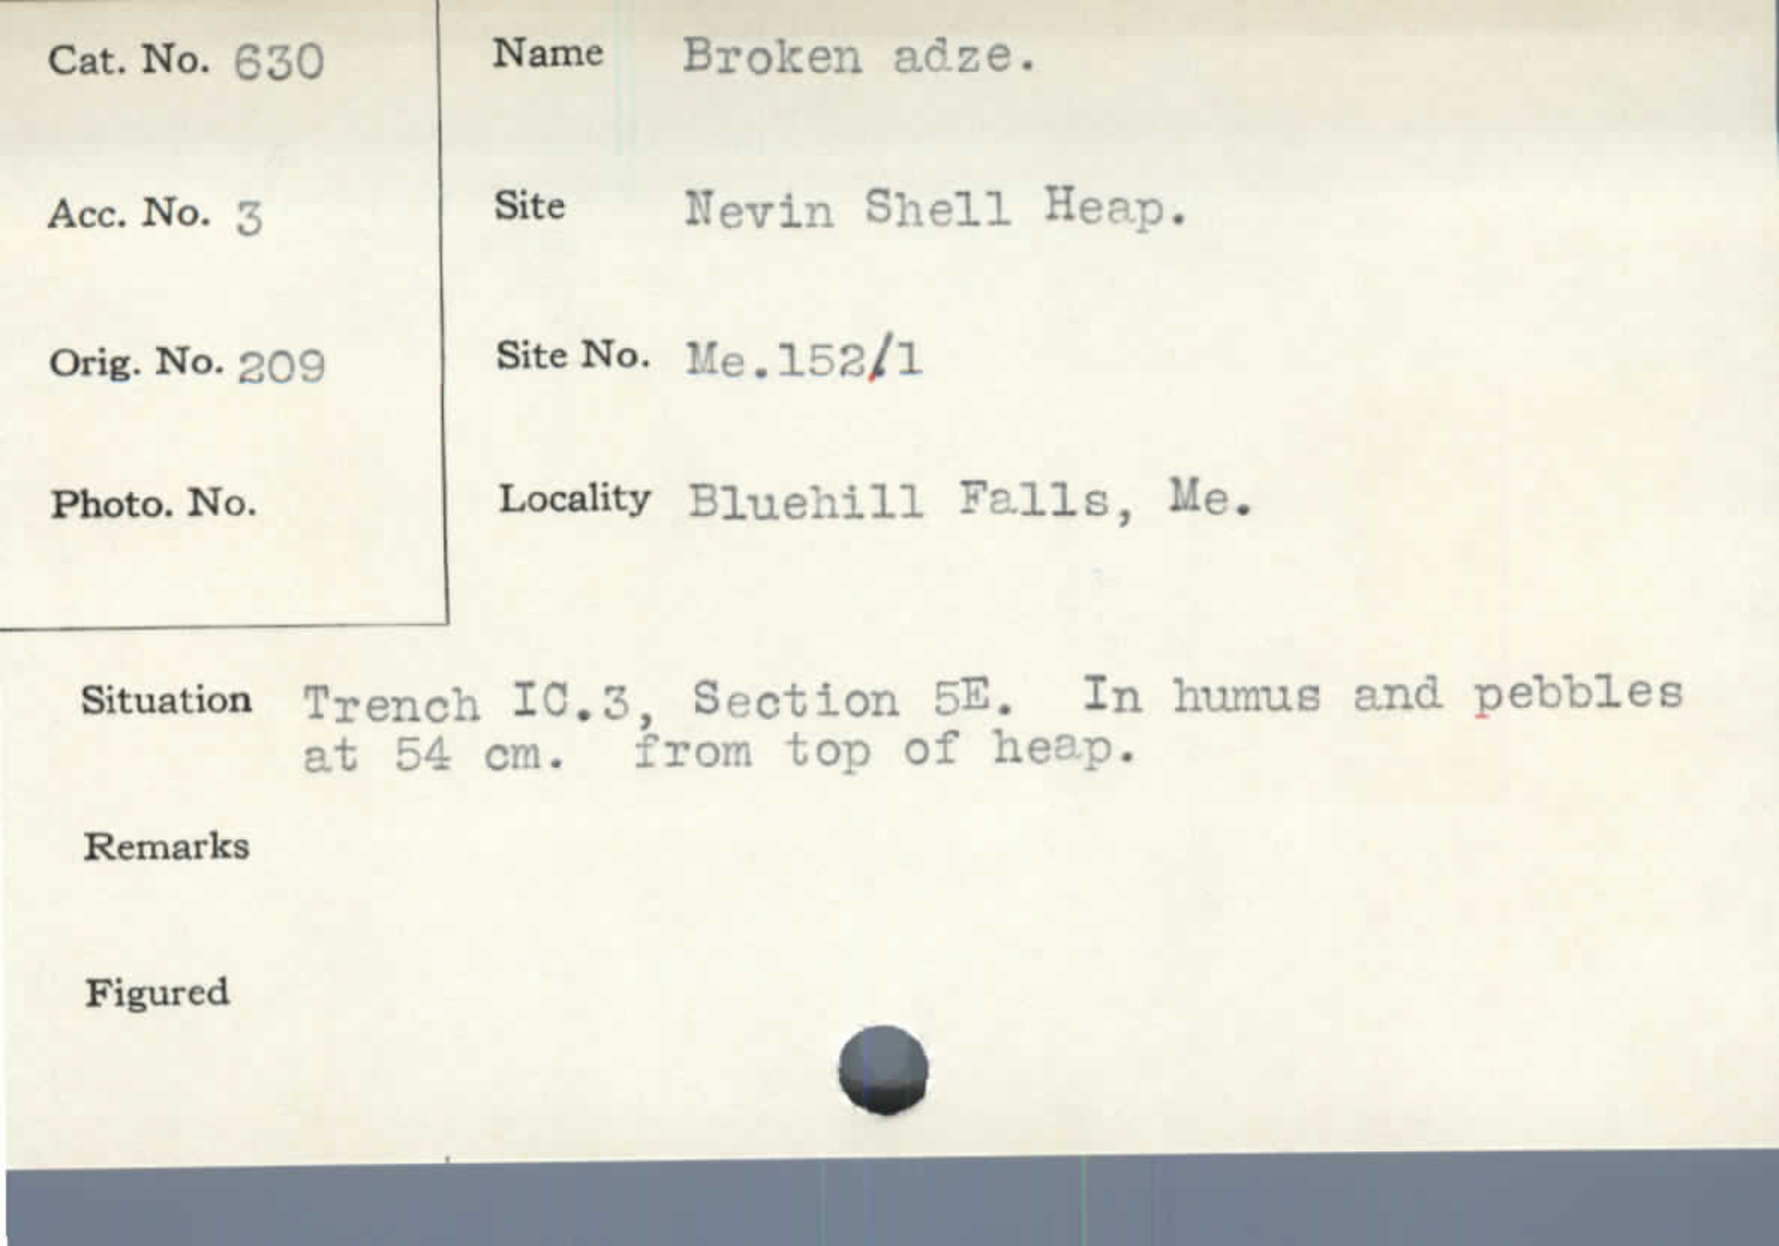 Cat. No. 630
Name Broken adze.
Acc. No. 3
Site Nevin Shell Heap.
Orig. No. 209
Site No. Me.152/1
Photo. No.
Locality Bluehill Falls, Me.
Situation Trench IC.3, Section 5E. In humus and pebbles
at 54 cm. from top of heap.
Remarks
Figured